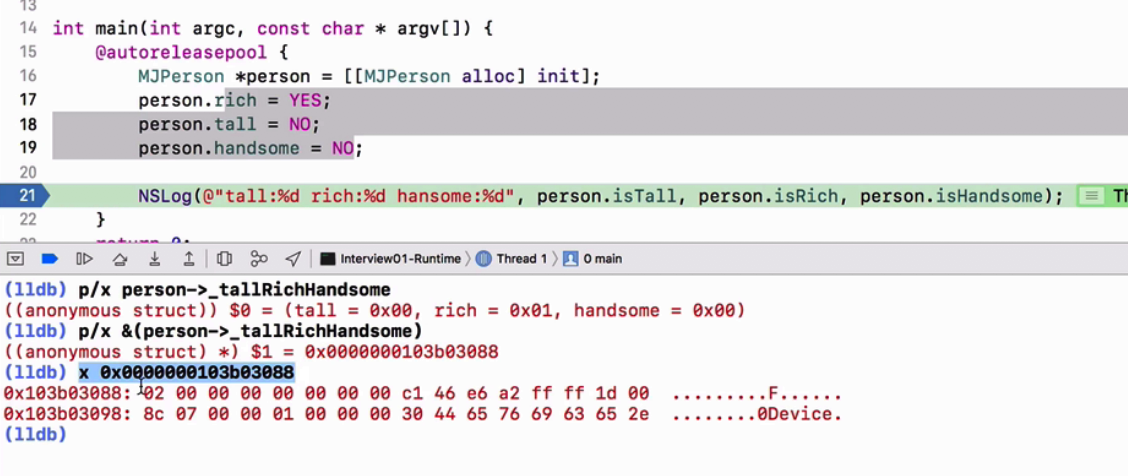 13
14 int main(int argc, const char * argv[]) {
15 @autoreleasepool {
16 MJPerson *person = [[MJPerson alloc] init];
17 person.rich = YES;
18 person.tall = NO;
19 person.handsome = NO;
20
21 NSLog(@"tall:%d rich:%d hansome:%d", person.isTall, person.isRich, person.isHandsome); Th
22 }
return 0;
Interview01-Runtime Thread 1 0 main
(lldb) p/x person->_tallRichHandsome
((anonymous struct)) $0 = (tall = 0x00, rich = 0x01, handsome = 0x00)
(lldb) p/x &(person->_tallRichHandsome)
((anonymous struct) *) $1 = 0x0000000103b03088
(lldb) x 0x0000000103b03088
0x103b03088: 02 00 00 00 00 00 00 00 c1 46 e6 a2 ff ff 1d 00 .........F......
0x103b03098: 8c 07 00 00 01 00 00 00 30 44 65 76 69 63 65 2e ........0Device.
(lldb)